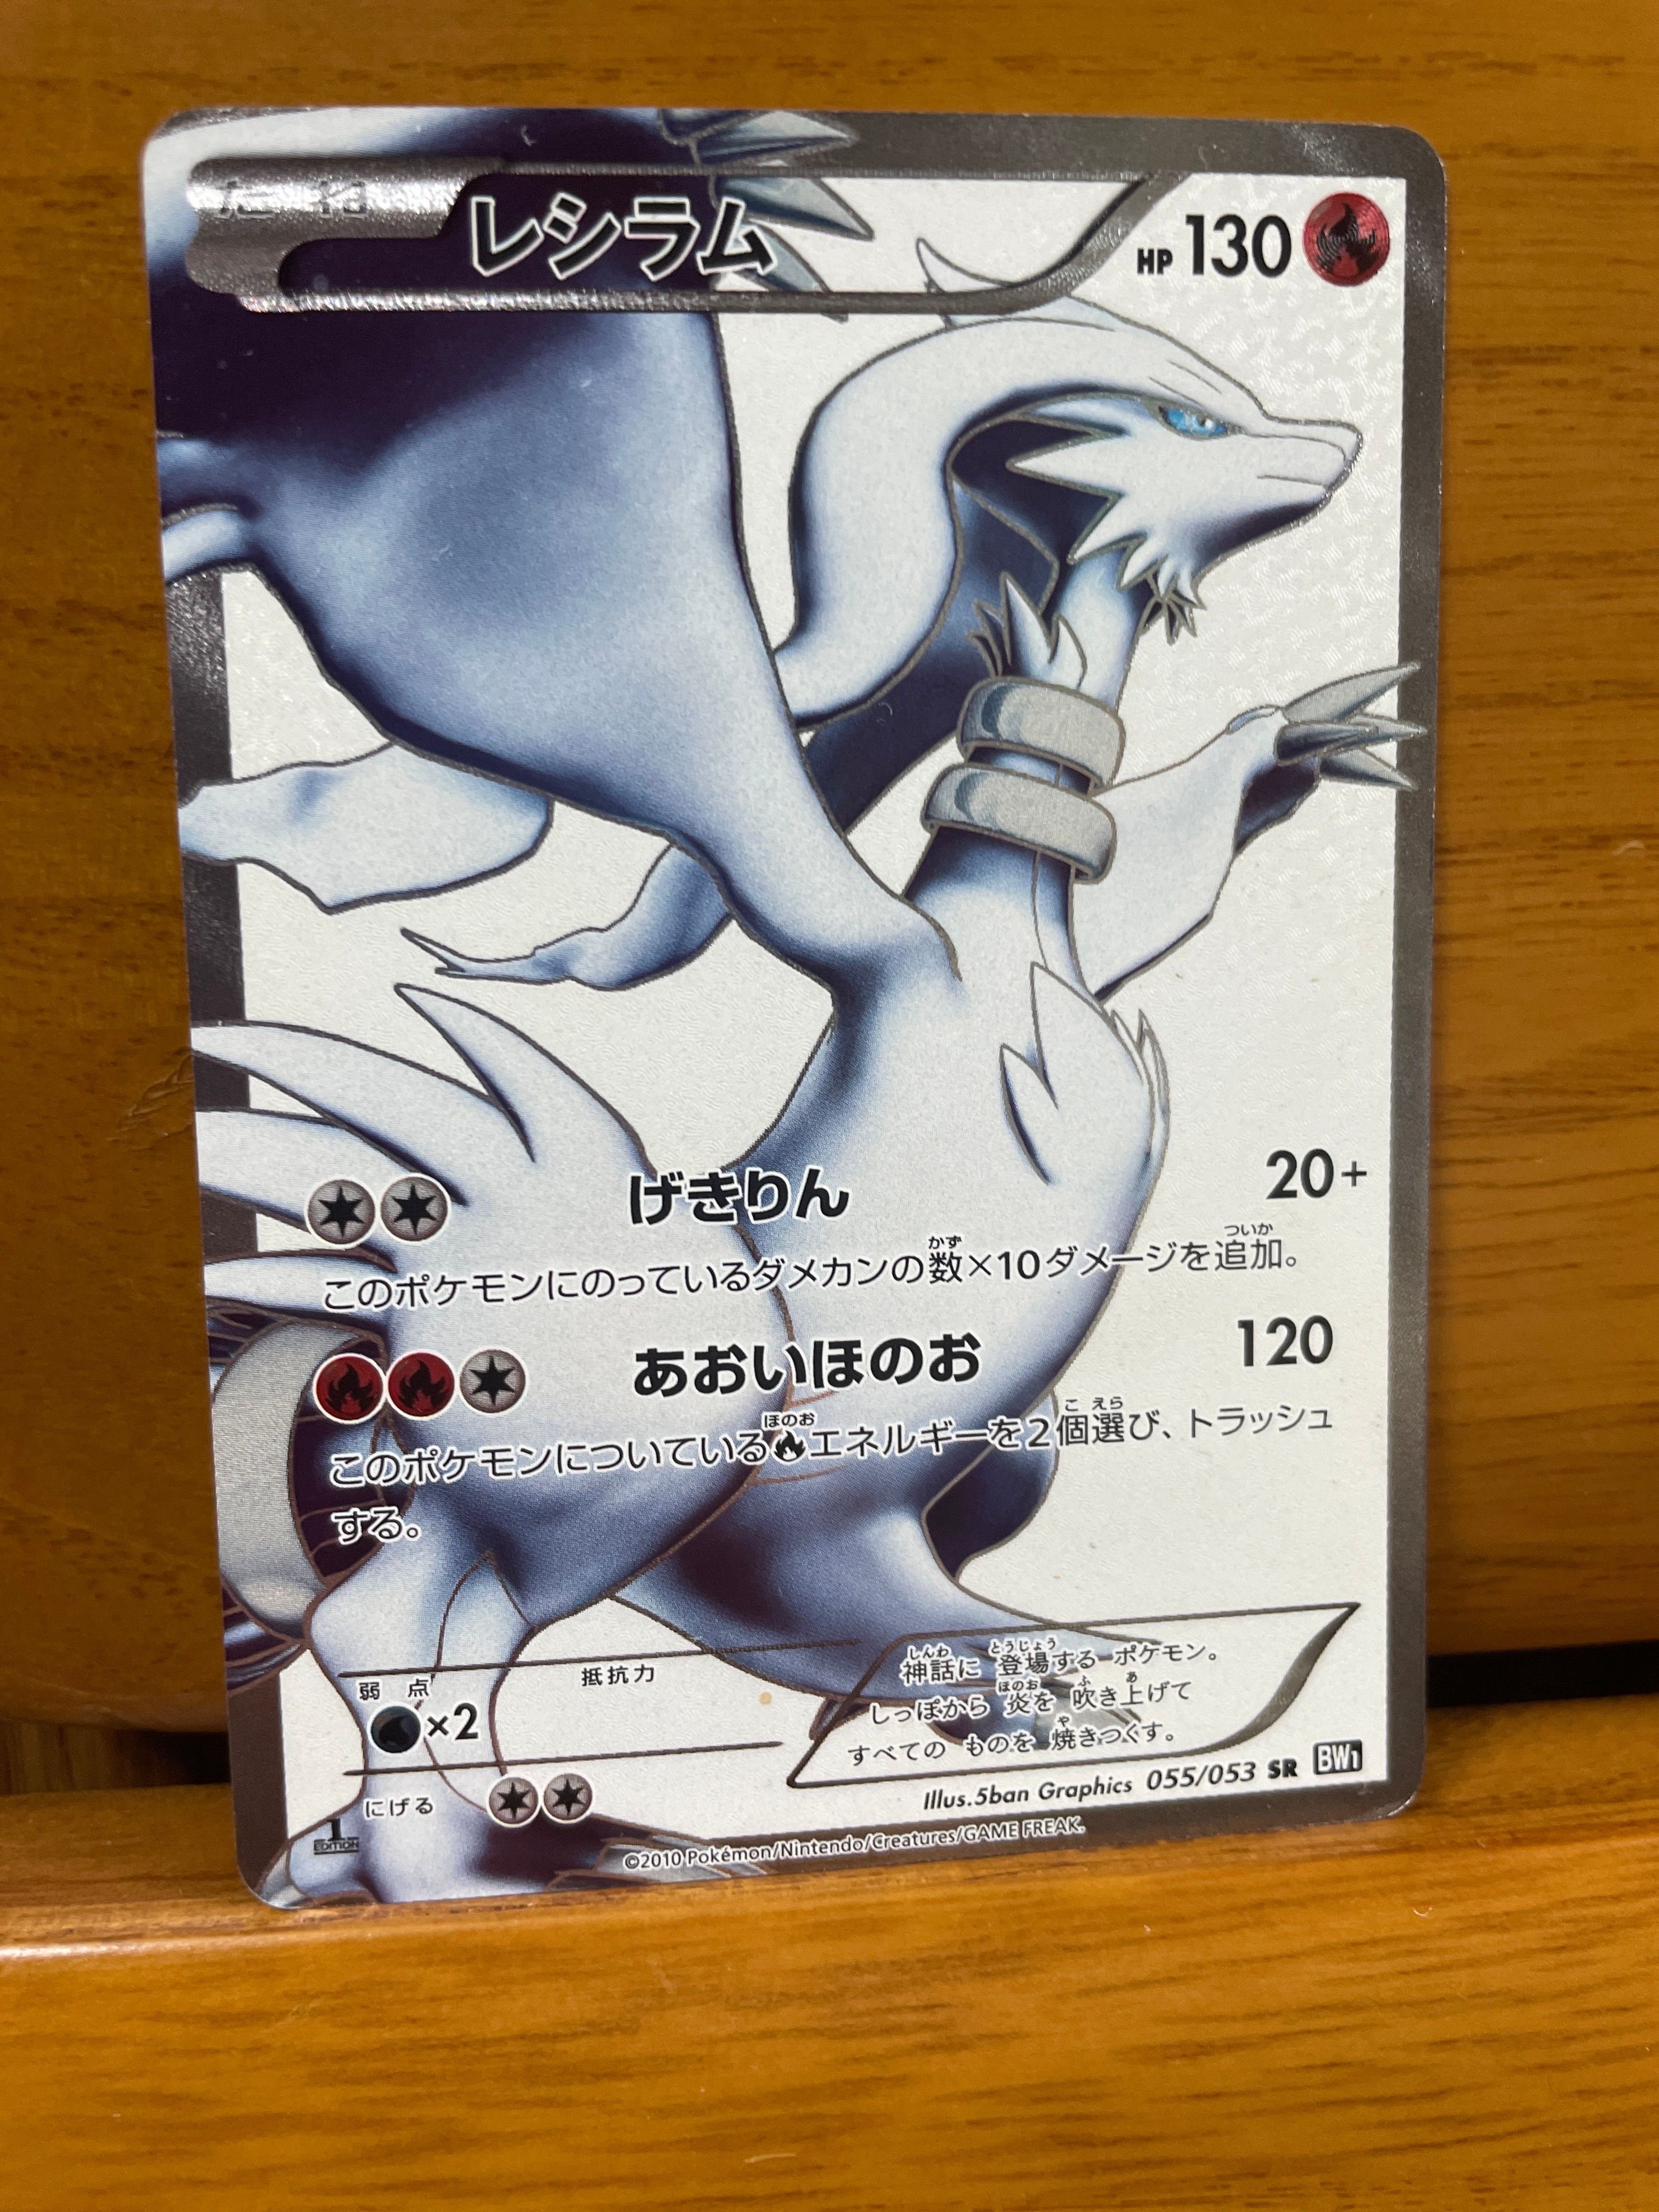 たね
レシラム
HP 130
げきりん 20+
このポケモンにのっているダメカンの数×10ダメージを追加。
あおいほのお 120
このポケモンについているエネルギーを2個選び、トラッシュ
する。
弱点 抵抗力
×2
にげる
神話に 登場する ポケモン。
しっぽから 炎を 吹き上げて
すべての ものを 焼きつくす。
Illus.5ban Graphics 055/053 SR BW1
1 EDITION
©2010 Pokémon/Nintendo/Creatures/GAME FREAK.